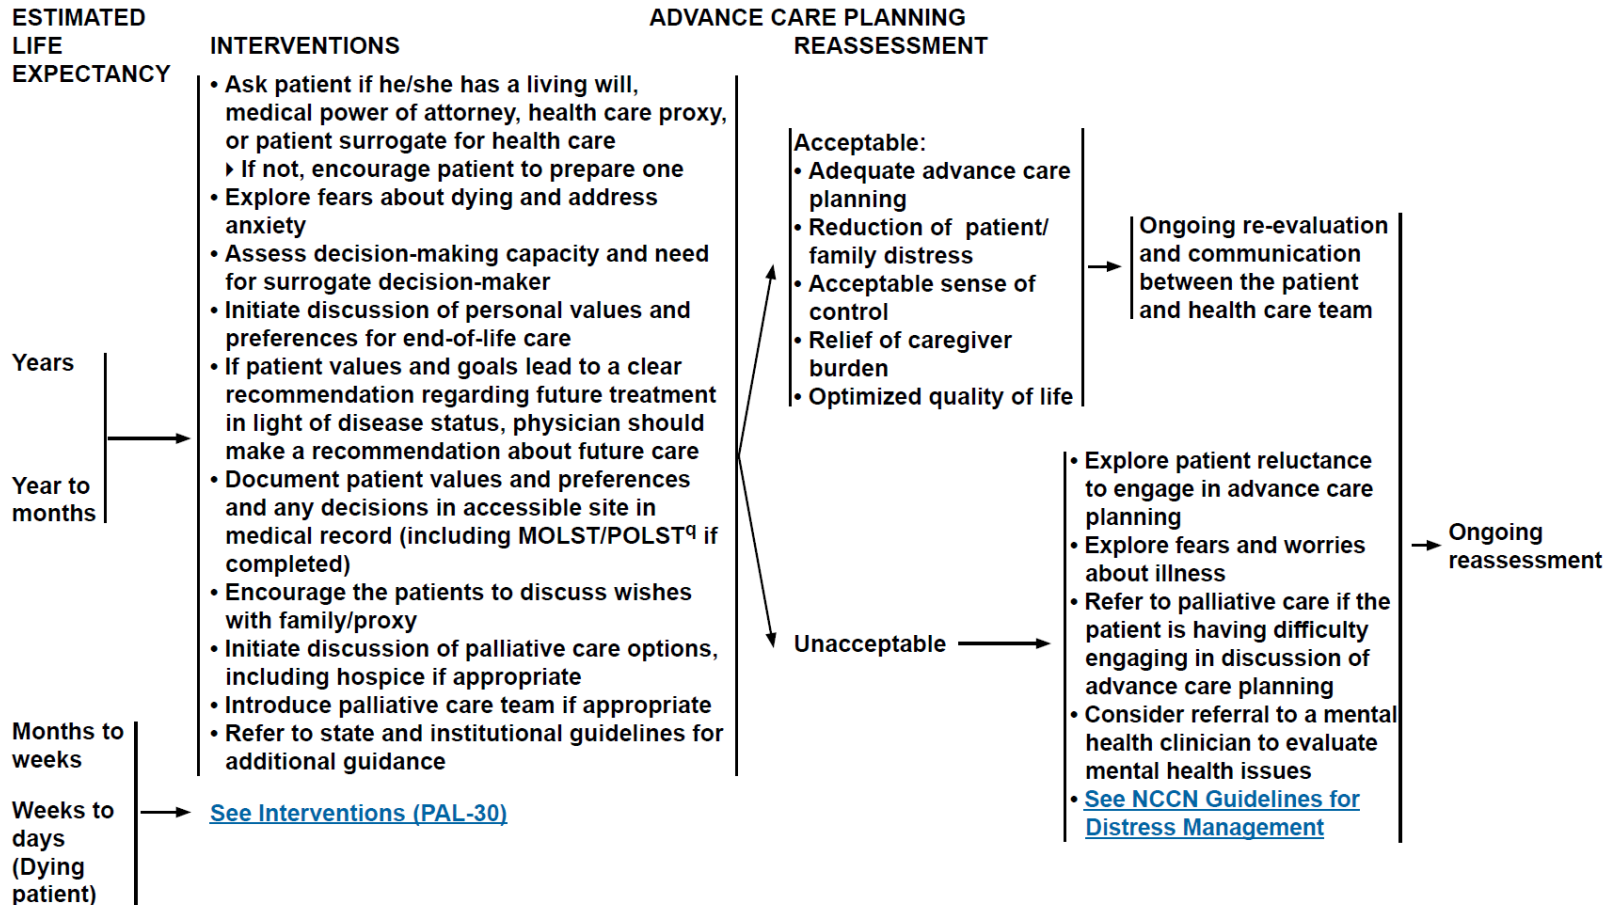 ADVANCE CARE PLANNING
ESTIMATED
LIFE
EXPECTANCY
INTERVENTIONS
REASSESSMENT
Years
Year to
months
• Ask patient if he/she has a living will,
medical power of attorney, health care proxy,
or patient surrogate for health care
‣ If not, encourage patient to prepare one
• Explore fears about dying and address
anxiety
• Assess decision-making capacity and need
for surrogate decision-maker
• Initiate discussion of personal values and
preferences for end-of-life care
• If patient values and goals lead to a clear
recommendation regarding future treatment
in light of disease status, physician should
make a recommendation about future care
• Document patient values and preferences
and any decisions in accessible site in
medical record (including MOLST/POLSTq if
completed)
• Encourage the patients to discuss wishes
with family/proxy
• Initiate discussion of palliative care options,
including hospice if appropriate
• Introduce palliative care team if appropriate
• Refer to state and institutional guidelines for
additional guidance
Acceptable:
• Adequate advance care
planning
• Reduction of patient/
family distress
• Acceptable sense of
control
• Relief of caregiver
burden
• Optimized quality of life
Ongoing re-evaluation
and communication
between the patient
and health care team
Unacceptable
• Explore patient reluctance
to engage in advance care
planning
• Explore fears and worries
about illness
• Refer to palliative care if the
patient is having difficulty
engaging in discussion of
advance care planning
• Consider referral to a mental
health clinician to evaluate
mental health issues
• See NCCN Guidelines for
Distress Management
Ongoing
reassessment
Months to
weeks
Weeks to
days
(Dying
patient)
See Interventions (PAL-30)